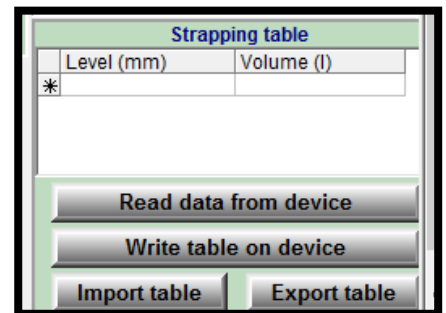 Strapping table
Level (mm) Volume (l)
*
Read data from device
Write table on device
Import table Export table